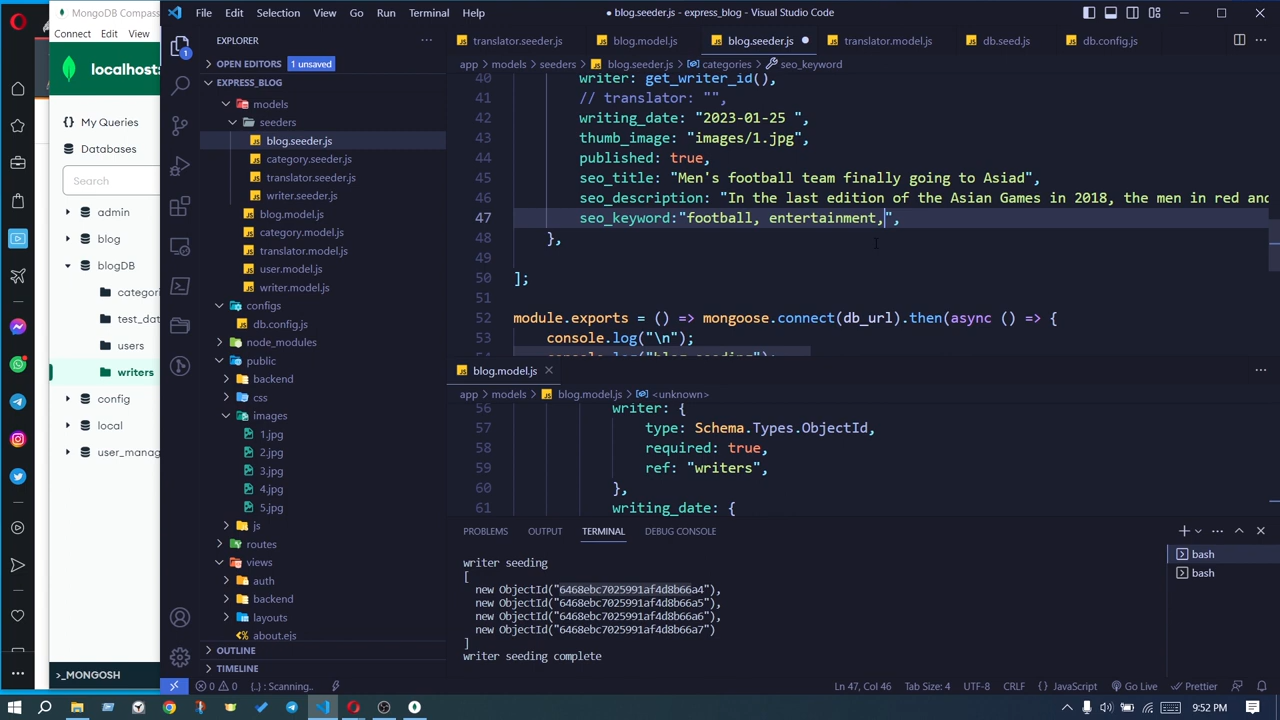 MongoDB Compass
Connect Edit View
localhost:
My Queries
Databases
Search
admin
blog
blogDB
categori
test_dat
users
writers
config
local
user_manag
>_MONGOSH
File Edit Selection View Go Run Terminal Help
● blog.seeder.js - express_blog - Visual Studio Code
EXPLORER
OPEN EDITORS 1 unsaved
EXPRESS_BLOG
models
seeders
blog.seeder.js
category.seeder.js
translator.seeder.js
writer.seeder.js
blog.model.js
category.model.js
translator.model.js
user.model.js
writer.model.js
configs
db.config.js
node_modules
public
backend
css
images
1.jpg
2.jpg
3.jpg
4.jpg
5.jpg
js
routes
views
auth
backend
layouts
about.ejs
OUTLINE
TIMELINE
translator.seeder.js blog.model.js blog.seeder.js translator.model.js db.seed.js db.config.js
app > models > seeders > blog.seeder.js > categories > seo_keyword
40 writer: get_writer_id(),
41 // translator: "",
42 writing_date: "2023-01-25 ",
43 thumb_image: "images/1.jpg",
44 published: true,
45 seo_title: "Men's football team finally going to Asiad",
46 seo_description: "In the last edition of the Asian Games in 2018, the men in red and
47 seo_keyword:"football, entertainment,",
48 },
49
50 ];
51
52 module.exports = () => mongoose.connect(db_url).then(async () => {
53 console.log("\n");
54 console.log("blog seeding");
blog.model.js
app > models > blog.model.js > <unknown>
56 writer: {
57 type: Schema.Types.ObjectId,
58 required: true,
59 ref: "writers",
60 },
61 writing_date: {
PROBLEMS OUTPUT TERMINAL DEBUG CONSOLE
writer seeding
[
new ObjectId("6468ebc7025991af4d8b66a4"),
new ObjectId("6468ebc7025991af4d8b66a5"),
new ObjectId("6468ebc7025991af4d8b66a6"),
new ObjectId("6468ebc7025991af4d8b66a7")
]
writer seeding complete
bash
bash
0 0 {..} : Scanning.. Ln 47, Col 46 Tab Size: 4 UTF-8 CRLF { } JavaScript Go Live Prettier
9:52 PM